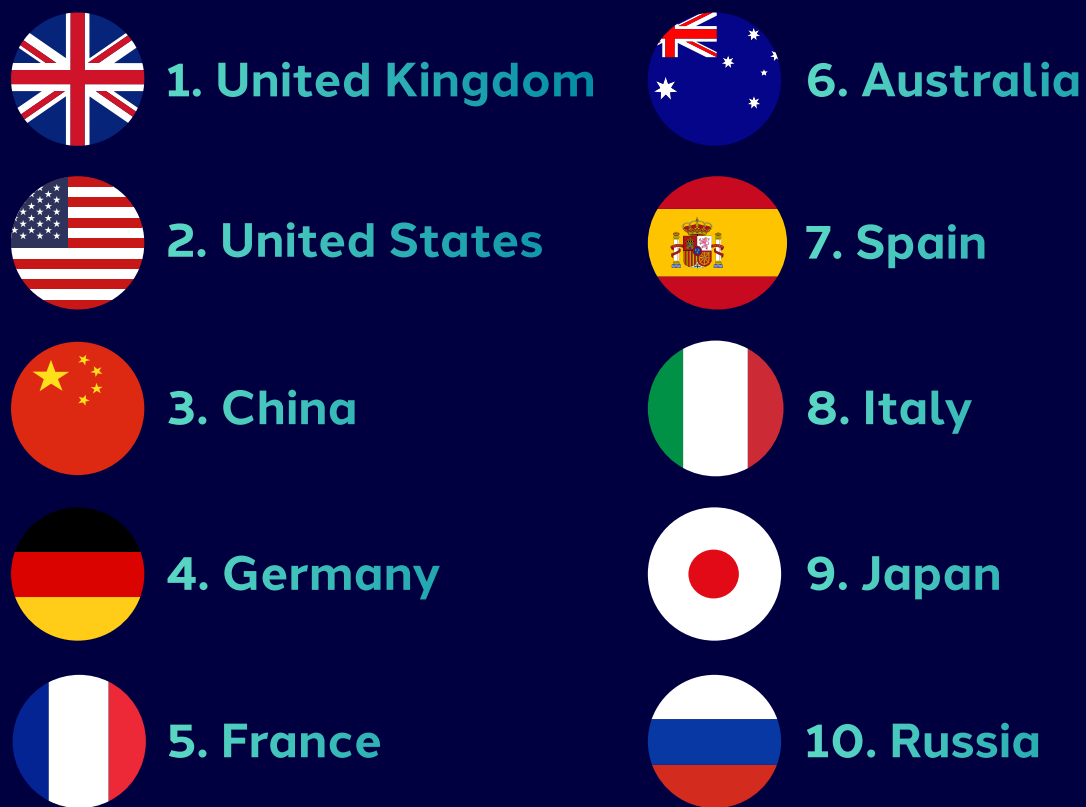 1. United Kingdom
2. United States
3. China
4. Germany
5. France
6. Australia
7. Spain
8. Italy
9. Japan
10. Russia